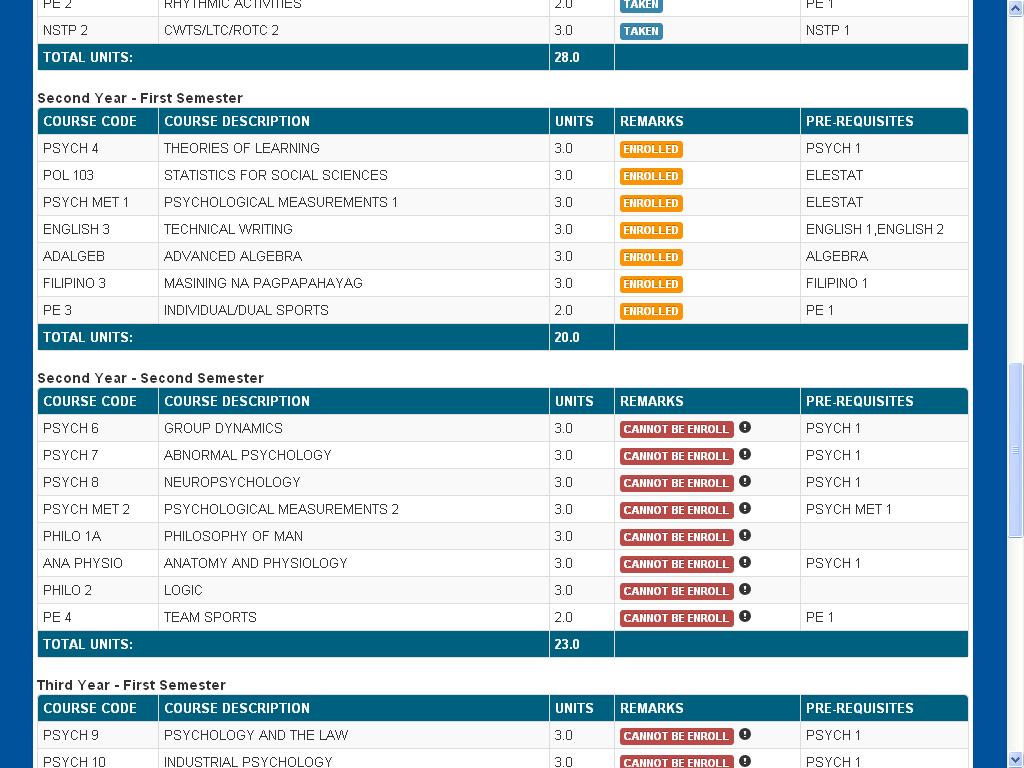 PE 2 RHYTHMIC ACTIVITIES 2.0 TAKEN PE 1
NSTP 2 CWTS/LTC/ROTC 2 3.0 TAKEN NSTP 1
TOTAL UNITS: 28.0
Second Year - First Semester
COURSE CODE COURSE DESCRIPTION UNITS REMARKS PRE-REQUISITES
PSYCH 4 THEORIES OF LEARNING 3.0 ENROLLED PSYCH 1
POL 103 STATISTICS FOR SOCIAL SCIENCES 3.0 ENROLLED ELESTAT
PSYCH MET 1 PSYCHOLOGICAL MEASUREMENTS 1 3.0 ENROLLED ELESTAT
ENGLISH 3 TECHNICAL WRITING 3.0 ENROLLED ENGLISH 1,ENGLISH 2
ADALGEB ADVANCED ALGEBRA 3.0 ENROLLED ALGEBRA
FILIPINO 3 MASINING NA PAGPAPAHAYAG 3.0 ENROLLED FILIPINO 1
PE 3 INDIVIDUAL/DUAL SPORTS 2.0 ENROLLED PE 1
TOTAL UNITS: 20.0
Second Year - Second Semester
COURSE CODE COURSE DESCRIPTION UNITS REMARKS PRE-REQUISITES
PSYCH 6 GROUP DYNAMICS 3.0 CANNOT BE ENROLL PSYCH 1
PSYCH 7 ABNORMAL PSYCHOLOGY 3.0 CANNOT BE ENROLL PSYCH 1
PSYCH 8 NEUROPSYCHOLOGY 3.0 CANNOT BE ENROLL PSYCH 1
PSYCH MET 2 PSYCHOLOGICAL MEASUREMENTS 2 3.0 CANNOT BE ENROLL PSYCH MET 1
PHILO 1A PHILOSOPHY OF MAN 3.0 CANNOT BE ENROLL
ANA PHYSIO ANATOMY AND PHYSIOLOGY 3.0 CANNOT BE ENROLL PSYCH 1
PHILO 2 LOGIC 3.0 CANNOT BE ENROLL
PE 4 TEAM SPORTS 2.0 CANNOT BE ENROLL PE 1
TOTAL UNITS: 23.0
Third Year - First Semester
COURSE CODE COURSE DESCRIPTION UNITS REMARKS PRE-REQUISITES
PSYCH 9 PSYCHOLOGY AND THE LAW 3.0 CANNOT BE ENROLL PSYCH 1
PSYCH 10 INDUSTRIAL PSYCHOLOGY 3.0 CANNOT BE ENROLL PSYCH 1